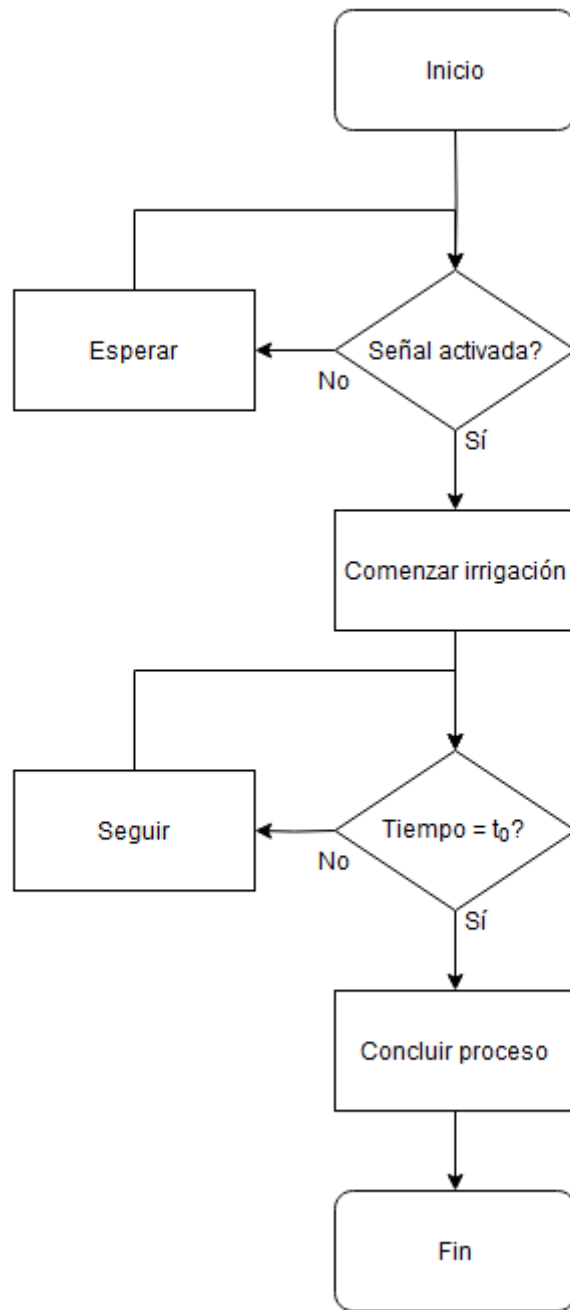 Inicio
Esperar
Señal activada?
No
Sí
Comenzar irrigación
Seguir
Tiempo = t₀?
No
Sí
Concluir proceso
Fin